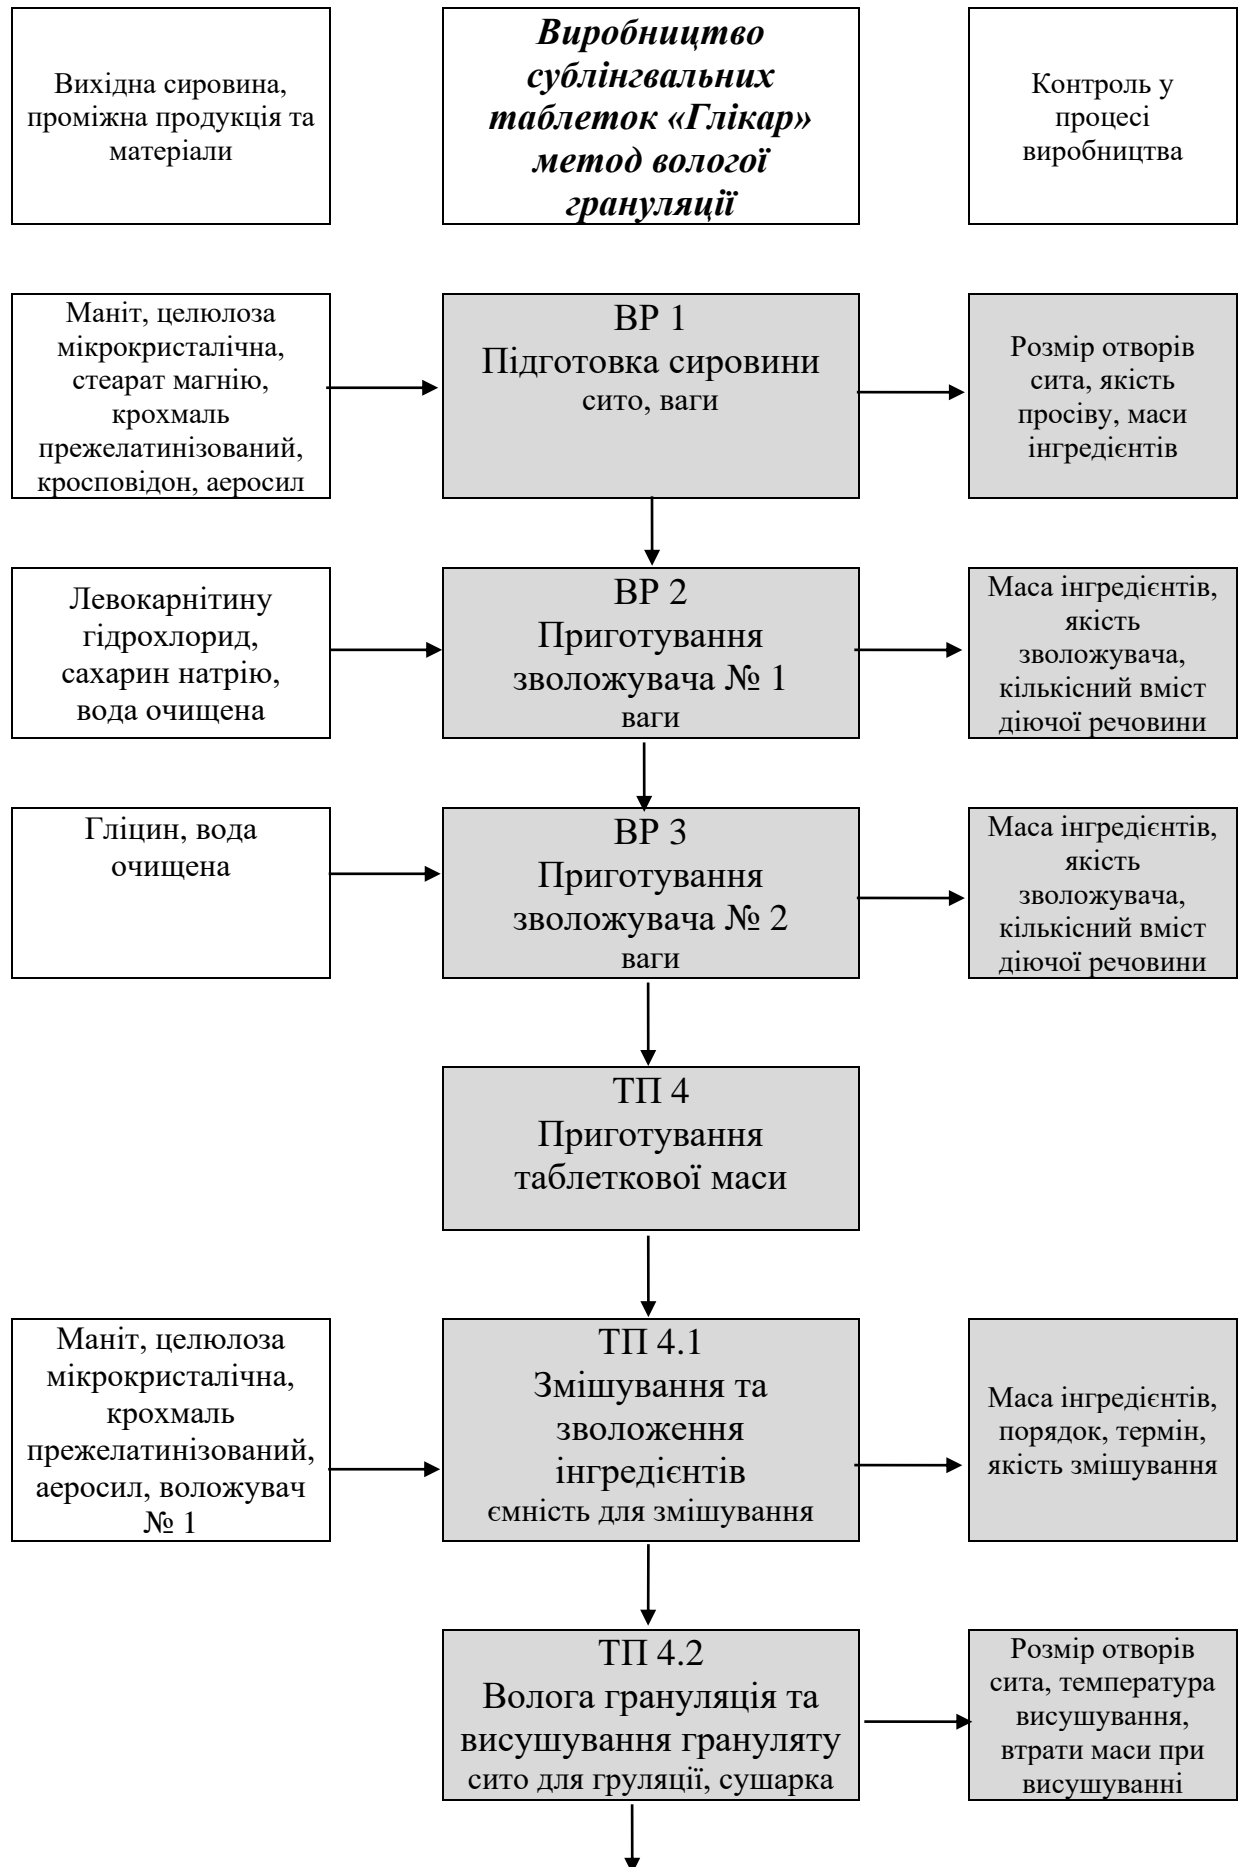 Вихідна сировина,
проміжна продукція та
матеріали
Виробництво
сублінгвальних
таблеток «Глікар»
метод вологої
грануляції
Контроль у
процесі
виробництва
Маніт, целюлоза
мікрокристалічна,
стеарат магнію,
крохмаль
прежелатинізований,
кросповідон, аеросил
ВР 1
Підготовка сировини
сито, ваги
Розмір отворів
сита, якість
просіву, маси
інгредієнтів
Левокарнітину
гідрохлорид,
сахарин натрію,
вода очищена
ВР 2
Приготування
зволожувача № 1
ваги
Маса інгредієнтів,
якість
зволожувача,
кількісний вміст
діючої речовини
Гліцин, вода
очищена
ВР 3
Приготування
зволожувача № 2
ваги
Маса інгредієнтів,
якість
зволожувача,
кількісний вміст
діючої речовини
ТП 4
Приготування
таблеткової маси
Маніт, целюлоза
мікрокристалічна,
крохмаль
прежелатинізований,
аеросил, воложувач
№ 1
ТП 4.1
Змішування та
зволоження
інгредієнтів
ємність для змішування
Маса інгредієнтів,
порядок, термін,
якість змішування
ТП 4.2
Волога грануляція та
висушування грануляту
сито для груляції, сушарка
Розмір отворів
сита, температура
висушування,
втрати маси при
висушуванні